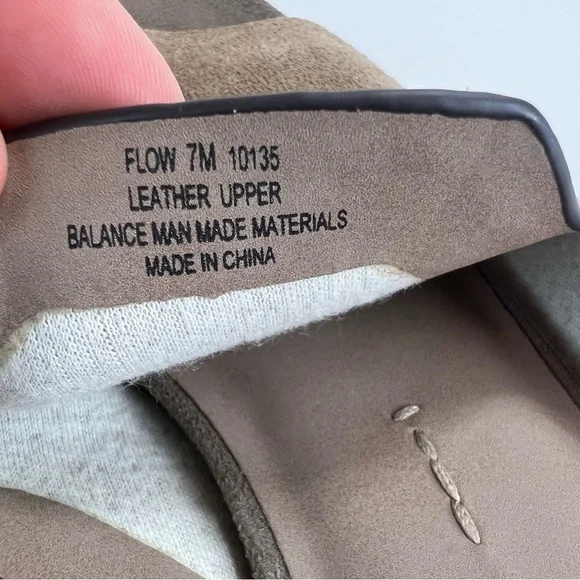 FLOW 7M 10135
LEATHER UPPER
BALANCE MAN MADE MATERIALS
MADE IN CHINA